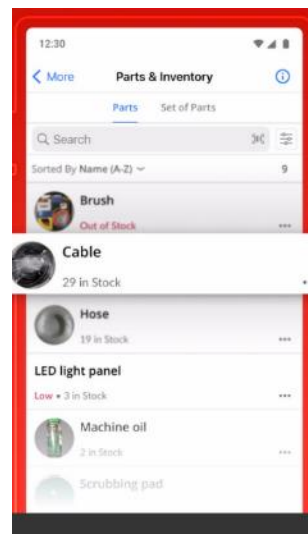 12:30
More
Parts & Inventory
Parts
Set of Parts
Search
Sorted By Name (A-Z)
9
Brush
Out of Stock
Cable
29 in Stock
Hose
19 in Stock
LED light panel
Low • 3 in Stock
Machine oil
2 in Stock
Scrubbing pad